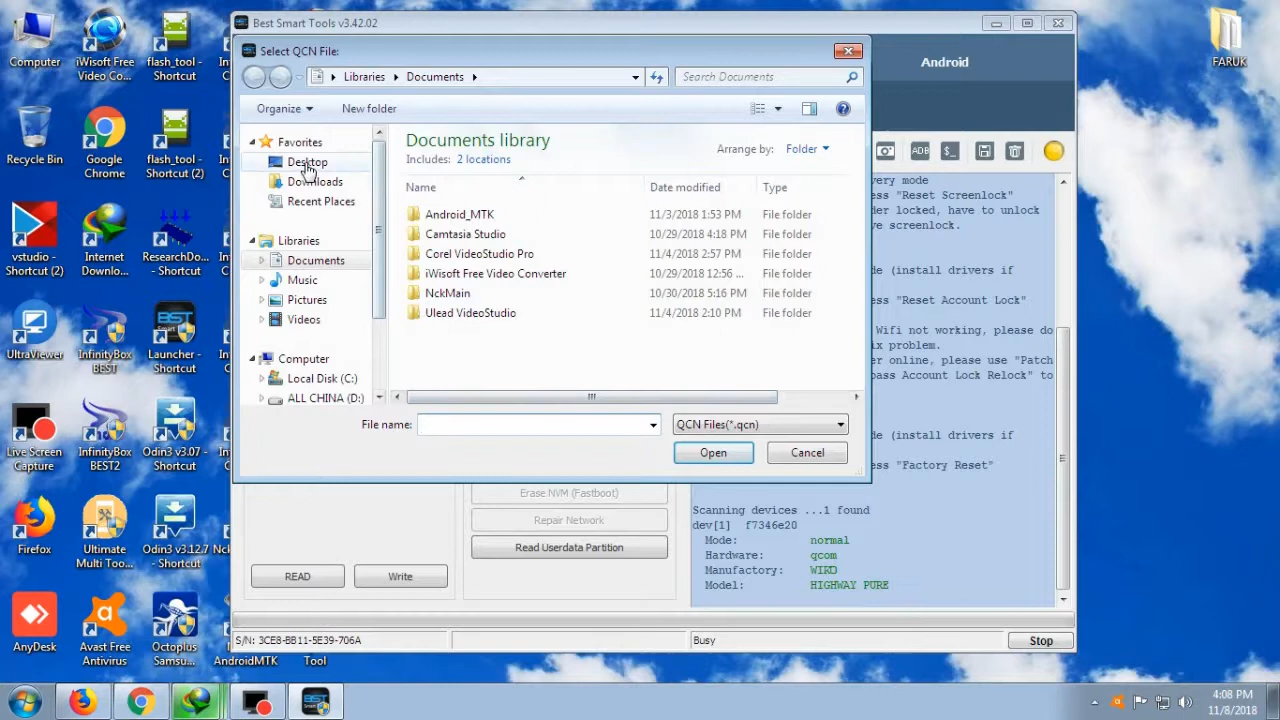 Computer
iWisoft Free
Video Co...
flash_tool -
Shortcut
Recycle Bin
Google
Chrome
flash_tool -
Shortcut (2)
vstudio -
Shortcut (2)
Internet
Downlo...
ResearchDo...
- Shortcut
UltraViewer
InfinityBox
BEST
Launcher -
Shortcut
Live Screen
Capture
InfinityBox
BEST2
Odin3 v3.07 -
Shortcut
Firefox
Ultimate
Multi Too...
Odin3 v3.12.7
- Shortcut
AnyDesk
Avast Free
Antivirus
Octoplus
Samsu...
AndroidMTK
Tool
FARUK
Best Smart Tools v3.42.02
Android
Select QCN File:
Libraries
Documents
Search Documents
Organize
New folder
Favorites
Desktop
Downloads
Recent Places
Libraries
Documents
Music
Pictures
Videos
Computer
Local Disk (C:)
ALL CHINA (D:)
Documents library
Includes: 2 locations
Arrange by: Folder
Name Date modified Type
Android_MTK 11/3/2018 1:53 PM File folder
Camtasia Studio 10/29/2018 4:18 PM File folder
Corel VideoStudio Pro 11/4/2018 2:57 PM File folder
iWisoft Free Video Converter 10/29/2018 12:56 ... File folder
NckMain 10/30/2018 5:16 PM File folder
Ulead VideoStudio 11/4/2018 2:10 PM File folder
File name:
QCN Files(*.qcn)
Open Cancel
ADB
very mode
ess "Reset Screenlock"
der locked, have to unlock
ve screenlock.
de (install drivers if
ess "Reset Account Lock"
Wifi not working, please do
ix problem.
er online, please use "Patch
pass Account Lock Relock" to
de (install drivers if
ess "Factory Reset"
Scanning devices ...1 found
dev[1] f7346e20
Mode: normal
Hardware: qcom
Manufactory: WIKO
Model: HIGHWAY PURE
Erase NVM (Fastboot)
Repair Network
Read Userdata Partition
READ Write
S/N: 3CE8-BB11-5E39-706A
Busy
Stop
4:08 PM
11/8/2018